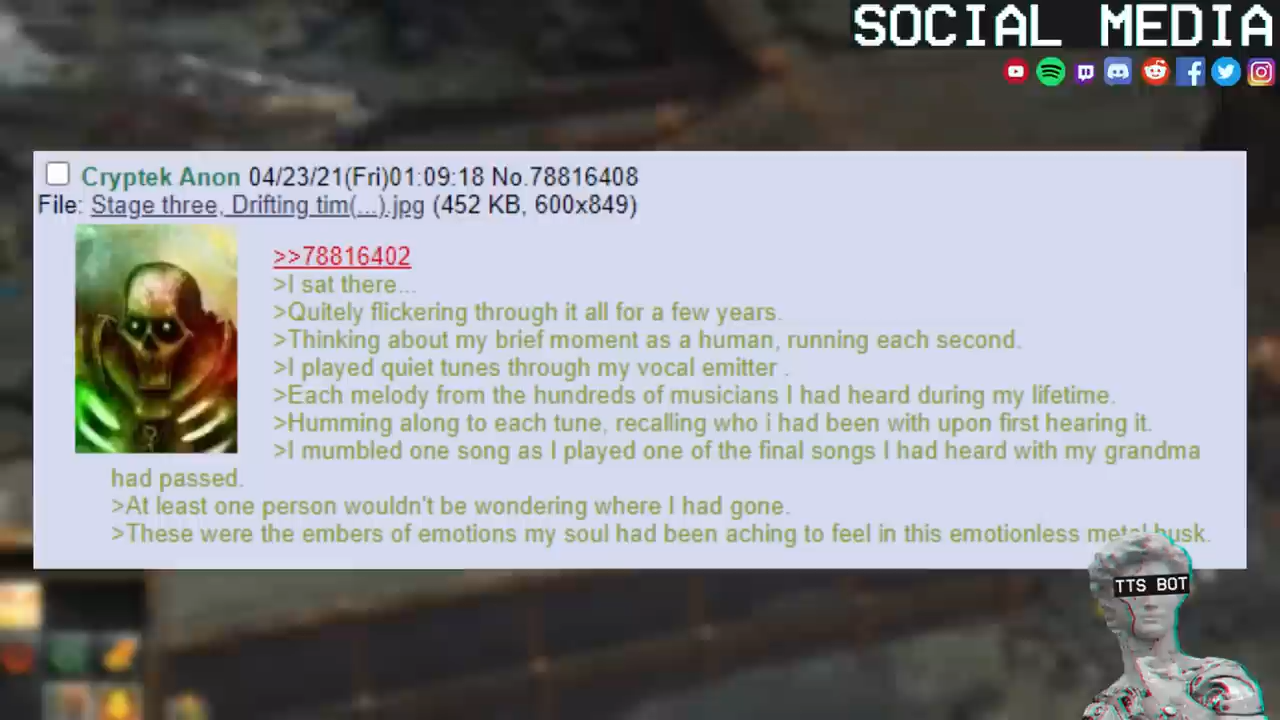 SOCIAL MEDIA
Cryptek Anon 04/23/21(Fri)01:09:18 No.78816408
File: Stage three, Drifting tim(...).jpg (452 KB, 600x849)
>>78816402
>I sat there...
>Quitely flickering through it all for a few years.
>Thinking about my brief moment as a human, running each second.
>I played quiet tunes through my vocal emitter .
>Each melody from the hundreds of musicians I had heard during my lifetime.
>Humming along to each tune, recalling who i had been with upon first hearing it.
>I mumbled one song as I played one of the final songs I had heard with my grandma
had passed.
>At least one person wouldn't be wondering where I had gone.
>These were the embers of emotions my soul had been aching to feel in this emotionless metal husk.
TTS BOT